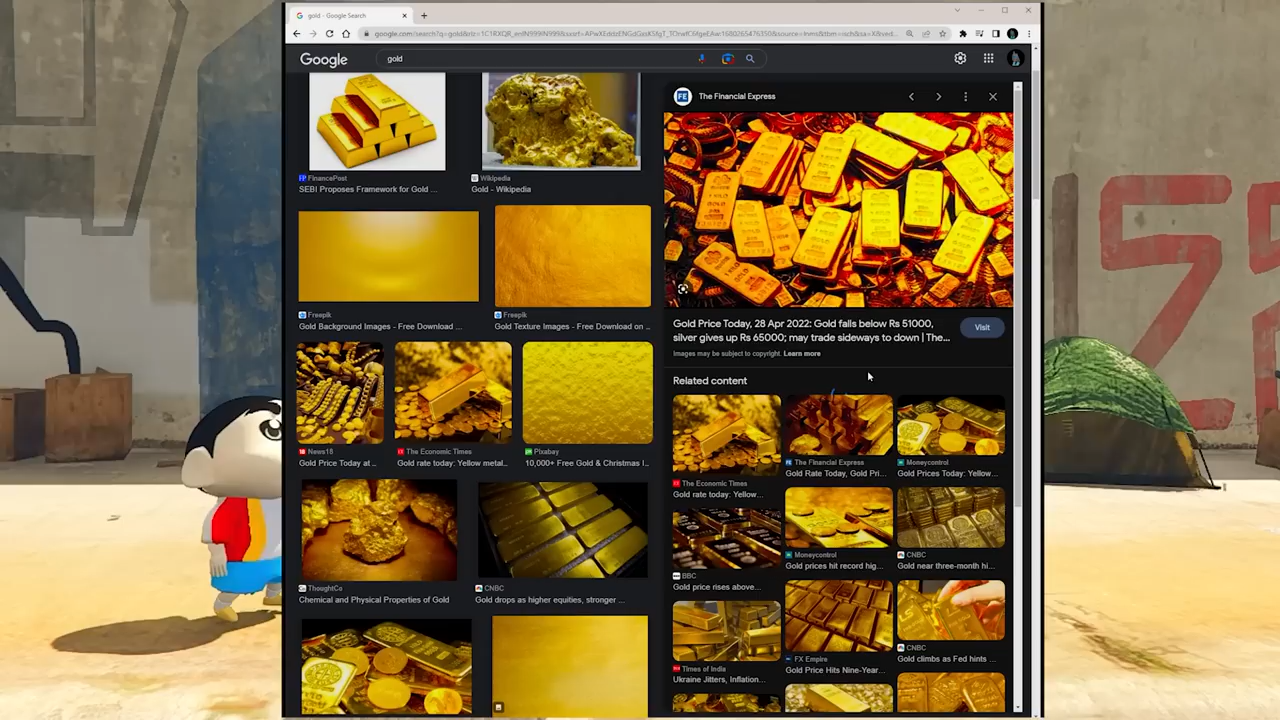 gold - Google Search
Google
gold
FinancePost
SEBI Proposes Framework for Gold ...
Wikipedia
Gold - Wikipedia
Freepik
Gold Background Images - Free Download ...
Freepik
Gold Texture Images - Free Download on ..
News18
Gold Price Today at ..
The Economic Times
Gold rate today: Yellow metal...
Pixabay
10,000+ Free Gold & Christmas I...
ThoughtCo
Chemical and Physical Properties of Gold
CNBC
Gold drops as higher equities, stronger ...
FE
The Financial Express
Gold Price Today, 28 Apr 2022: Gold falls below Rs 51000,
silver gives up Rs 65000; may trade sideways to down | The...
Visit
Images may be subject to copyright. Learn more
Related content
The Economic Times
Gold rate today: Yellow...
The Financial Express
Gold Rate Today, Gold Pri...
Moneycontrol
Gold Prices Today: Yellow...
BBC
Gold price rises above...
Moneycontrol
Gold prices hit record hig...
CNBC
Gold near three-month hi...
Times of India
Ukraine Jitters, Inflation...
FX Empire
Gold Price Hits Nine-Year...
CNBC
Gold climbs as Fed hints ...